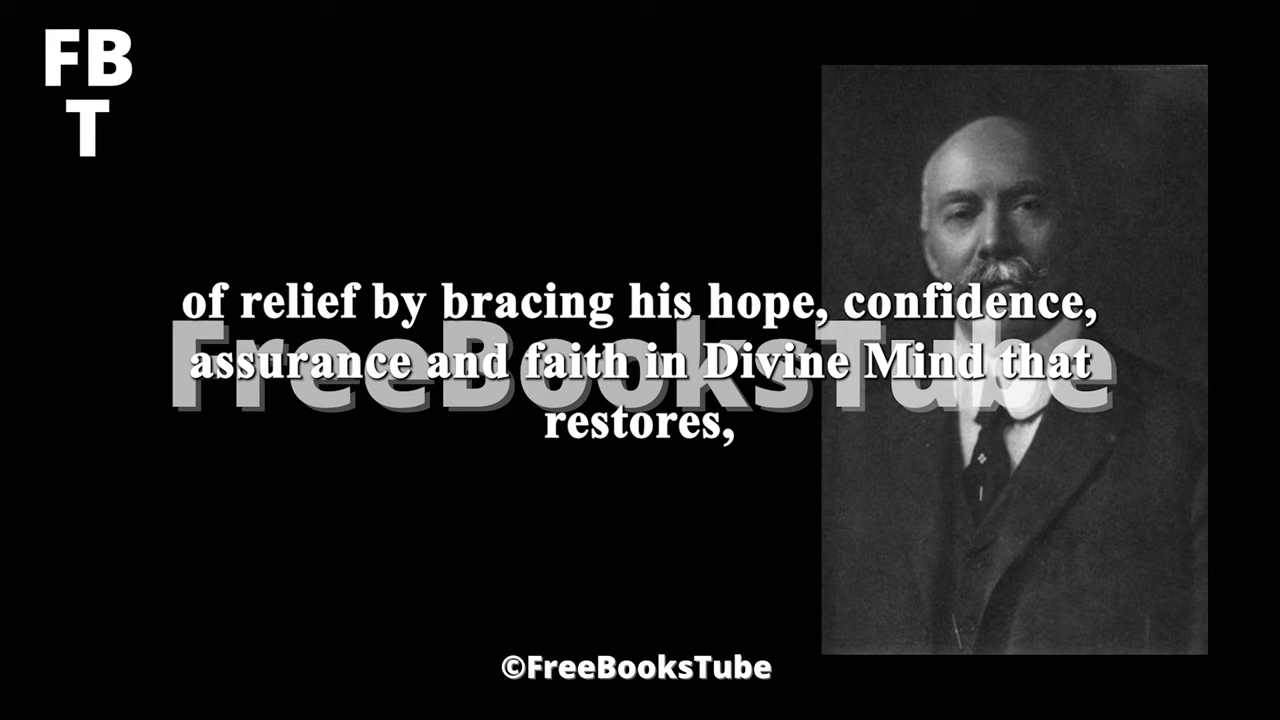 FB
T
of relief by bracing his hope, confidence,
FreeBooksTube
assurance and faith in Divine Mind that
restores,
©FreeBooksTube